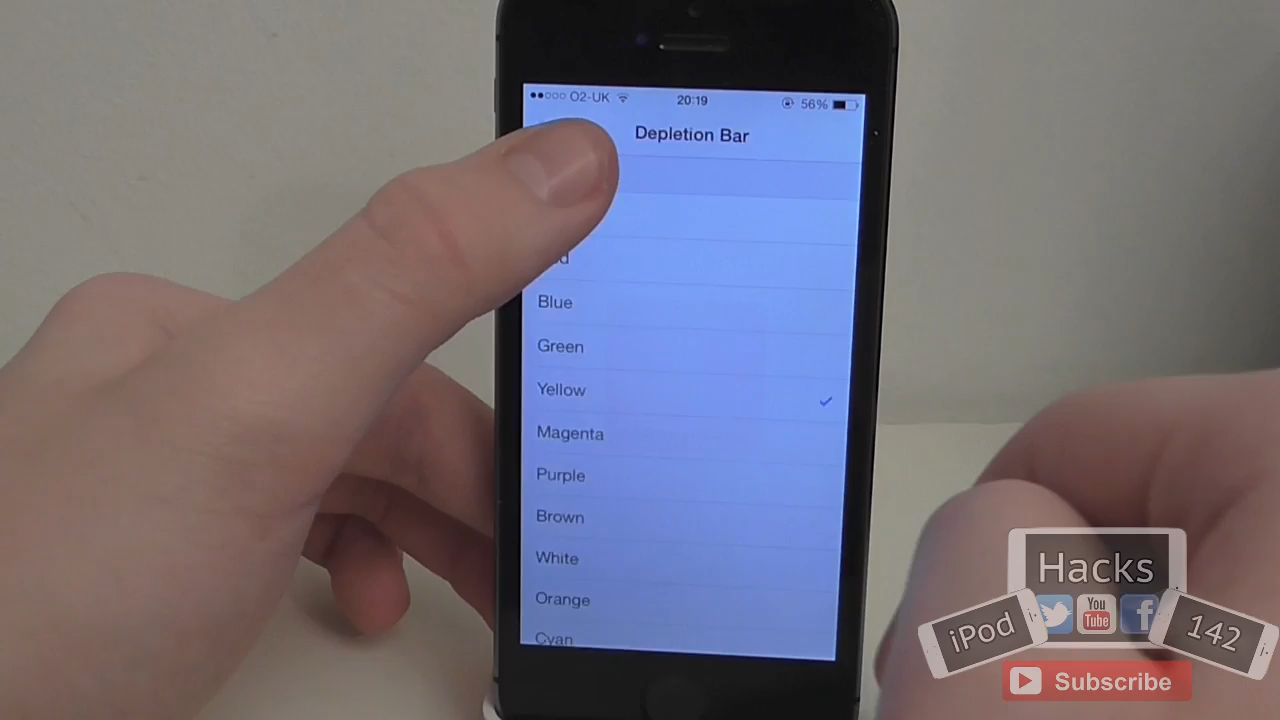 O2-UK
20:19
56%
Depletion Bar
Blue
Green
Yellow
Magenta
Purple
Brown
White
Orange
Cyan
Hacks
iPod
You
Tube
142
Subscribe